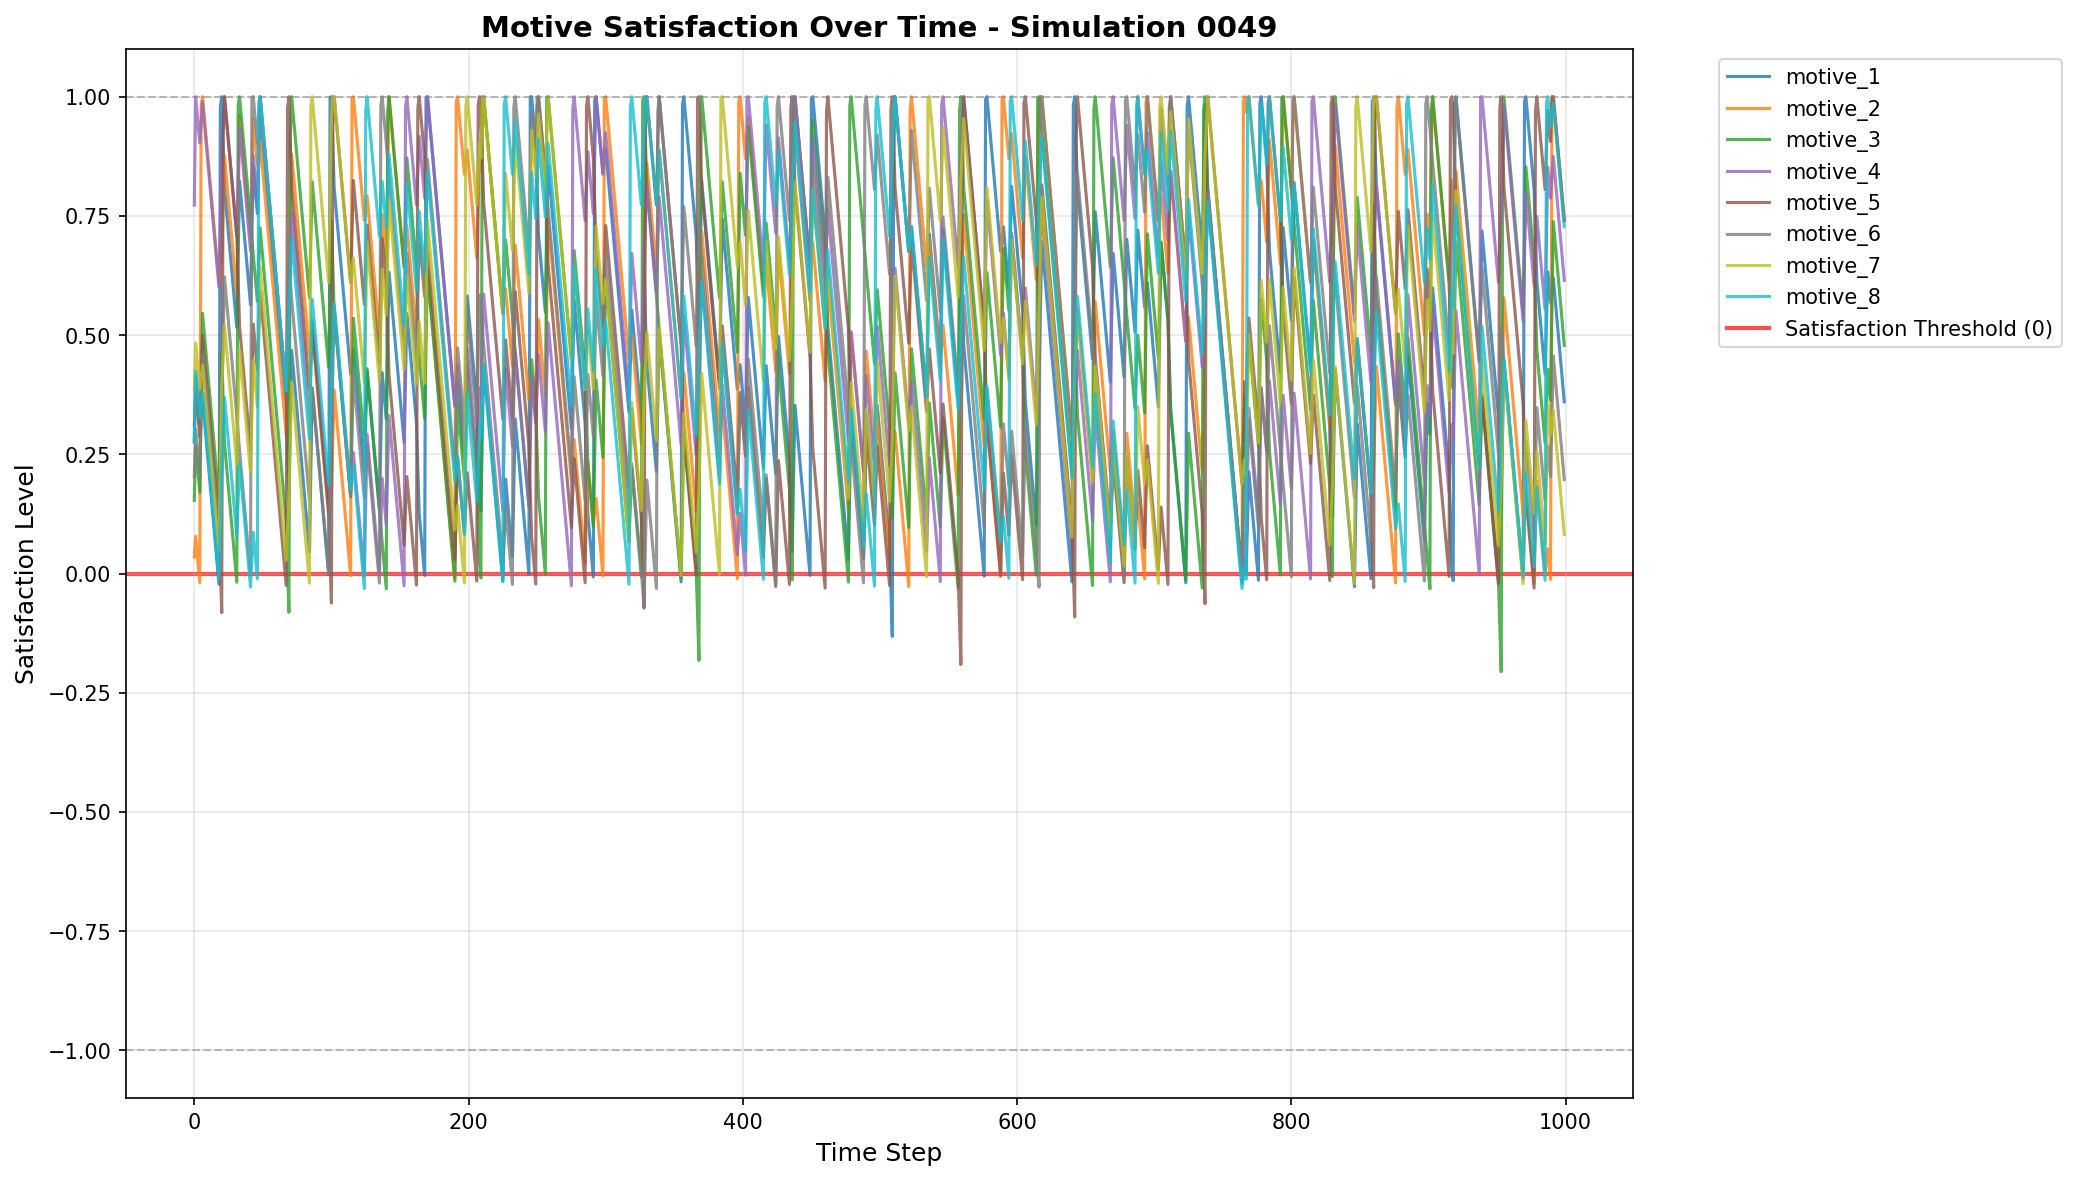 Motive Satisfaction Over Time - Simulation 0049
1.00
0.75
0.50
0.25
0.00
−0.25
−0.50
−0.75
−1.00
Satisfaction Level
0
200
400
600
800
1000
Time Step
motive_1
motive_2
motive_3
motive_4
motive_5
motive_6
motive_7
motive_8
Satisfaction Threshold (0)